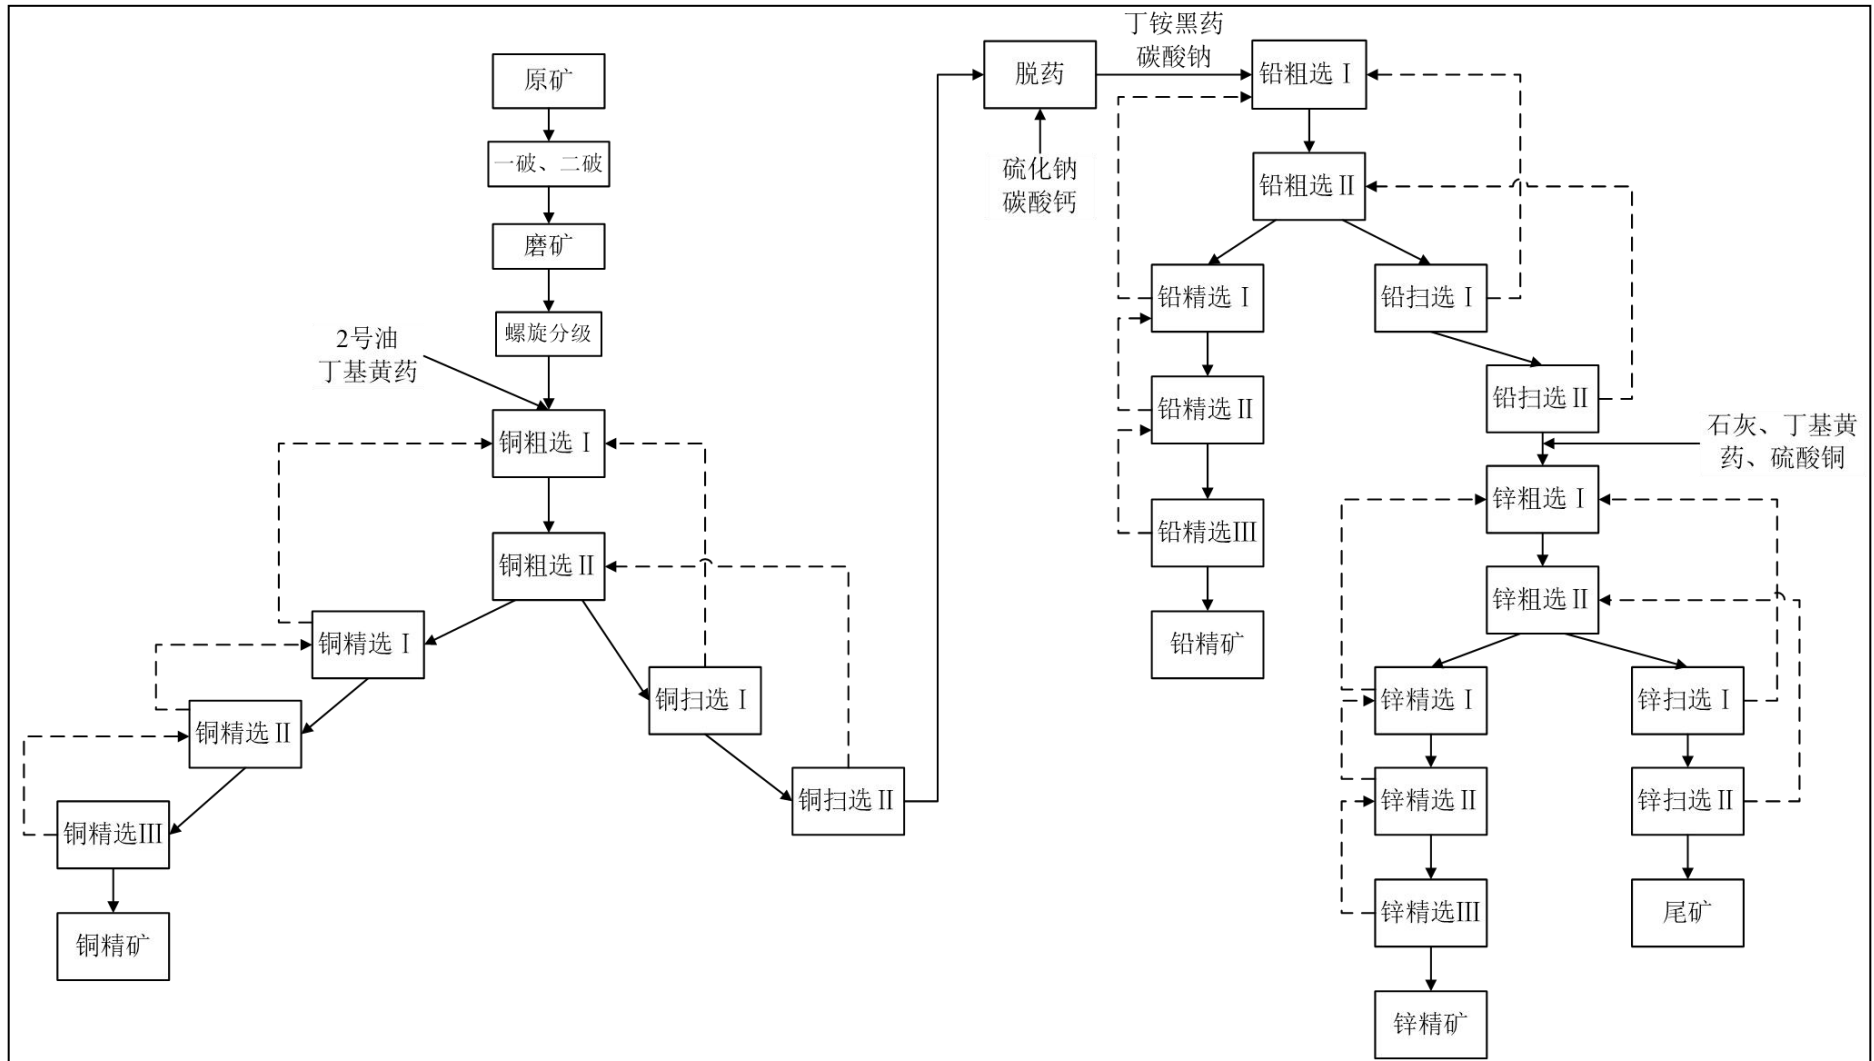 原矿
一破、二破
磨矿
螺旋分级
2号油
丁基黄药
铜粗选Ⅰ
铜粗选Ⅱ
铜精选Ⅰ
铜精选Ⅱ
铜精选Ⅲ
铜精矿
铜扫选Ⅰ
铜扫选Ⅱ
脱药
硫化钠
碳酸钙
丁铵黑药
碳酸钠
铅粗选Ⅰ
铅粗选Ⅱ
铅精选Ⅰ
铅精选Ⅱ
铅精选Ⅲ
铅精矿
铅扫选Ⅰ
铅扫选Ⅱ
石灰、丁基黄
药、硫酸铜
锌粗选Ⅰ
锌粗选Ⅱ
锌精选Ⅰ
锌精选Ⅱ
锌精选Ⅲ
锌精矿
锌扫选Ⅰ
锌扫选Ⅱ
尾矿